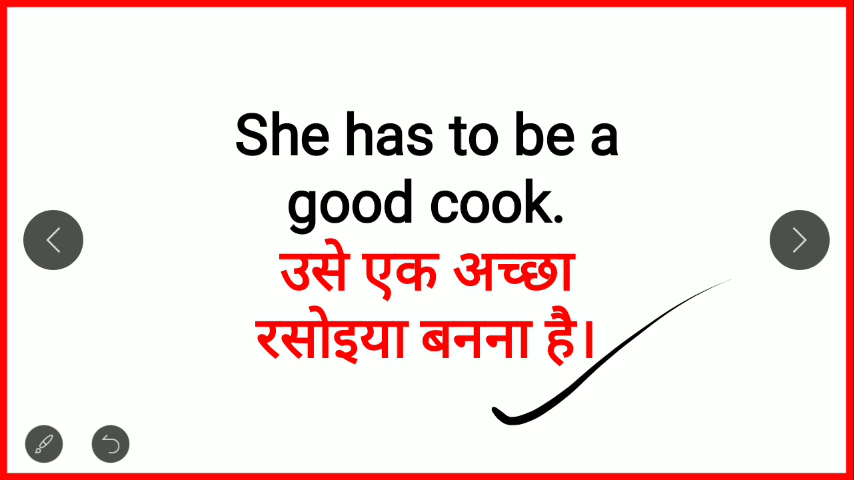 She has to be a
good cook.
उसे एक अच्छा
रसोइया बनना है।